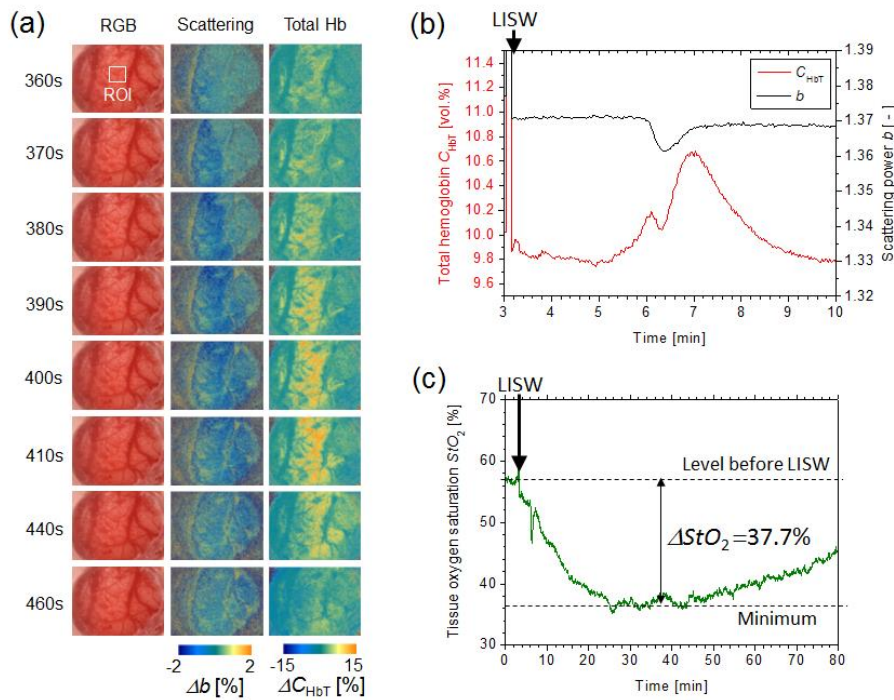 (a)
RGB Scattering Total Hb
360s
ROI
370s
380s
390s
400s
410s
440s
460s
-2 2 -15 15
Δb [%] ΔC HbT [%]
(b)
LISW
11.4
11.2
11.0
10.8
10.6
10.4
10.2
10.0
9.8
9.6
Total hemoglobin C HbT [vol.%]
C HbT
b
1.39
1.38
1.37
1.36
1.35
1.34
1.33
1.32
Scattering power b [ - ]
3 4 5 6 7 8 9 10
Time [min]
(c)
LISW
70
60
50
40
30
Tissue oxygen saturation StO2 [%]
Level before LISW
ΔStO2=37.7%
Minimum
0 10 20 30 40 50 60 70 80
Time [min]